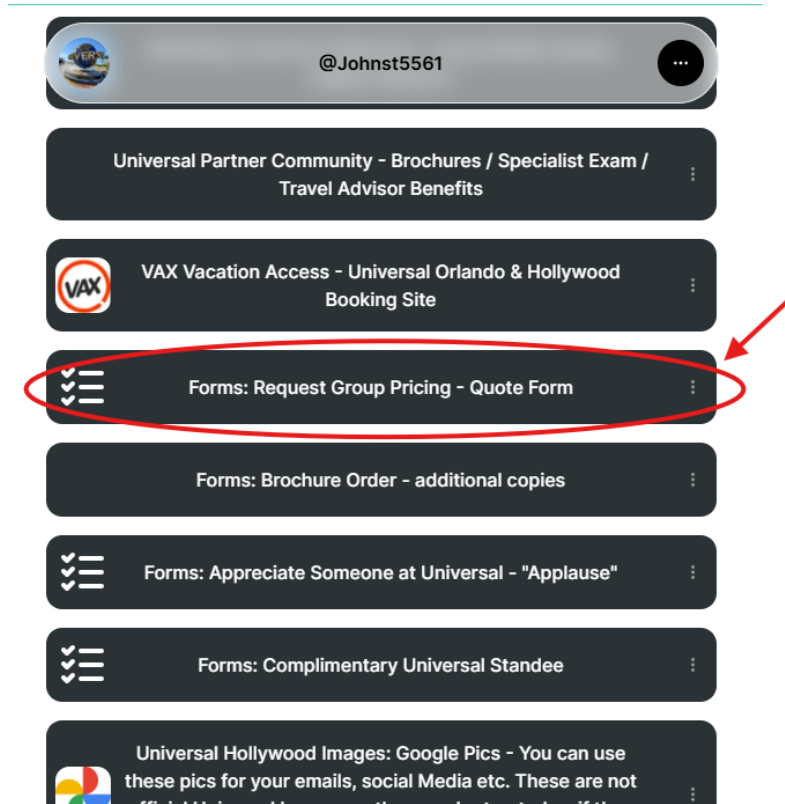 @Johnst5561
Universal Partner Community - Brochures / Specialist Exam /
Travel Advisor Benefits
VAX
VAX Vacation Access - Universal Orlando & Hollywood
Booking Site
Forms: Request Group Pricing - Quote Form
Forms: Brochure Order - additional copies
Forms: Appreciate Someone at Universal - "Applause"
Forms: Complimentary Universal Standee
Universal Hollywood Images: Google Pics - You can use
these pics for your emails, social Media etc. These are not